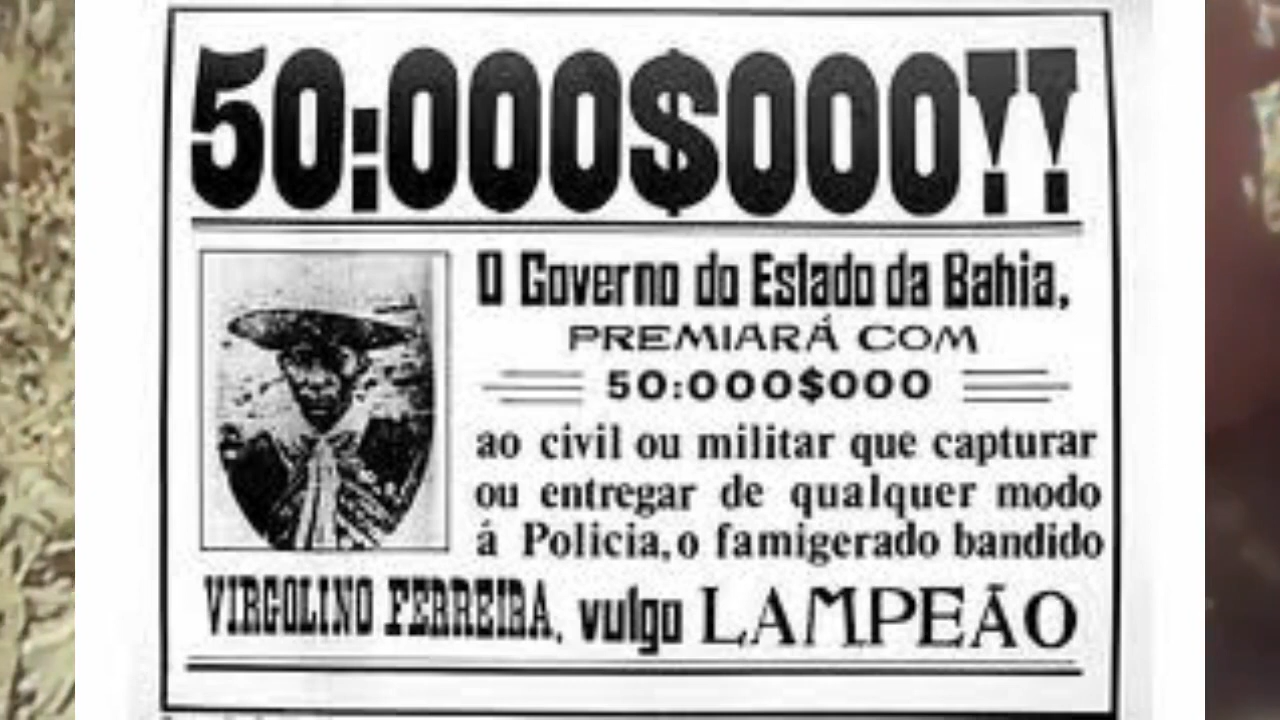 50:000$000!!
O Governo do Estado da Bahia,
PREMIARÁ COM
50:000$000
ao civil ou militar que capturar
ou entregar de qualquer modo
á Policia, o famigerado bandido
VIRGOLINO FERREIRA, vulgo LAMPEÃO